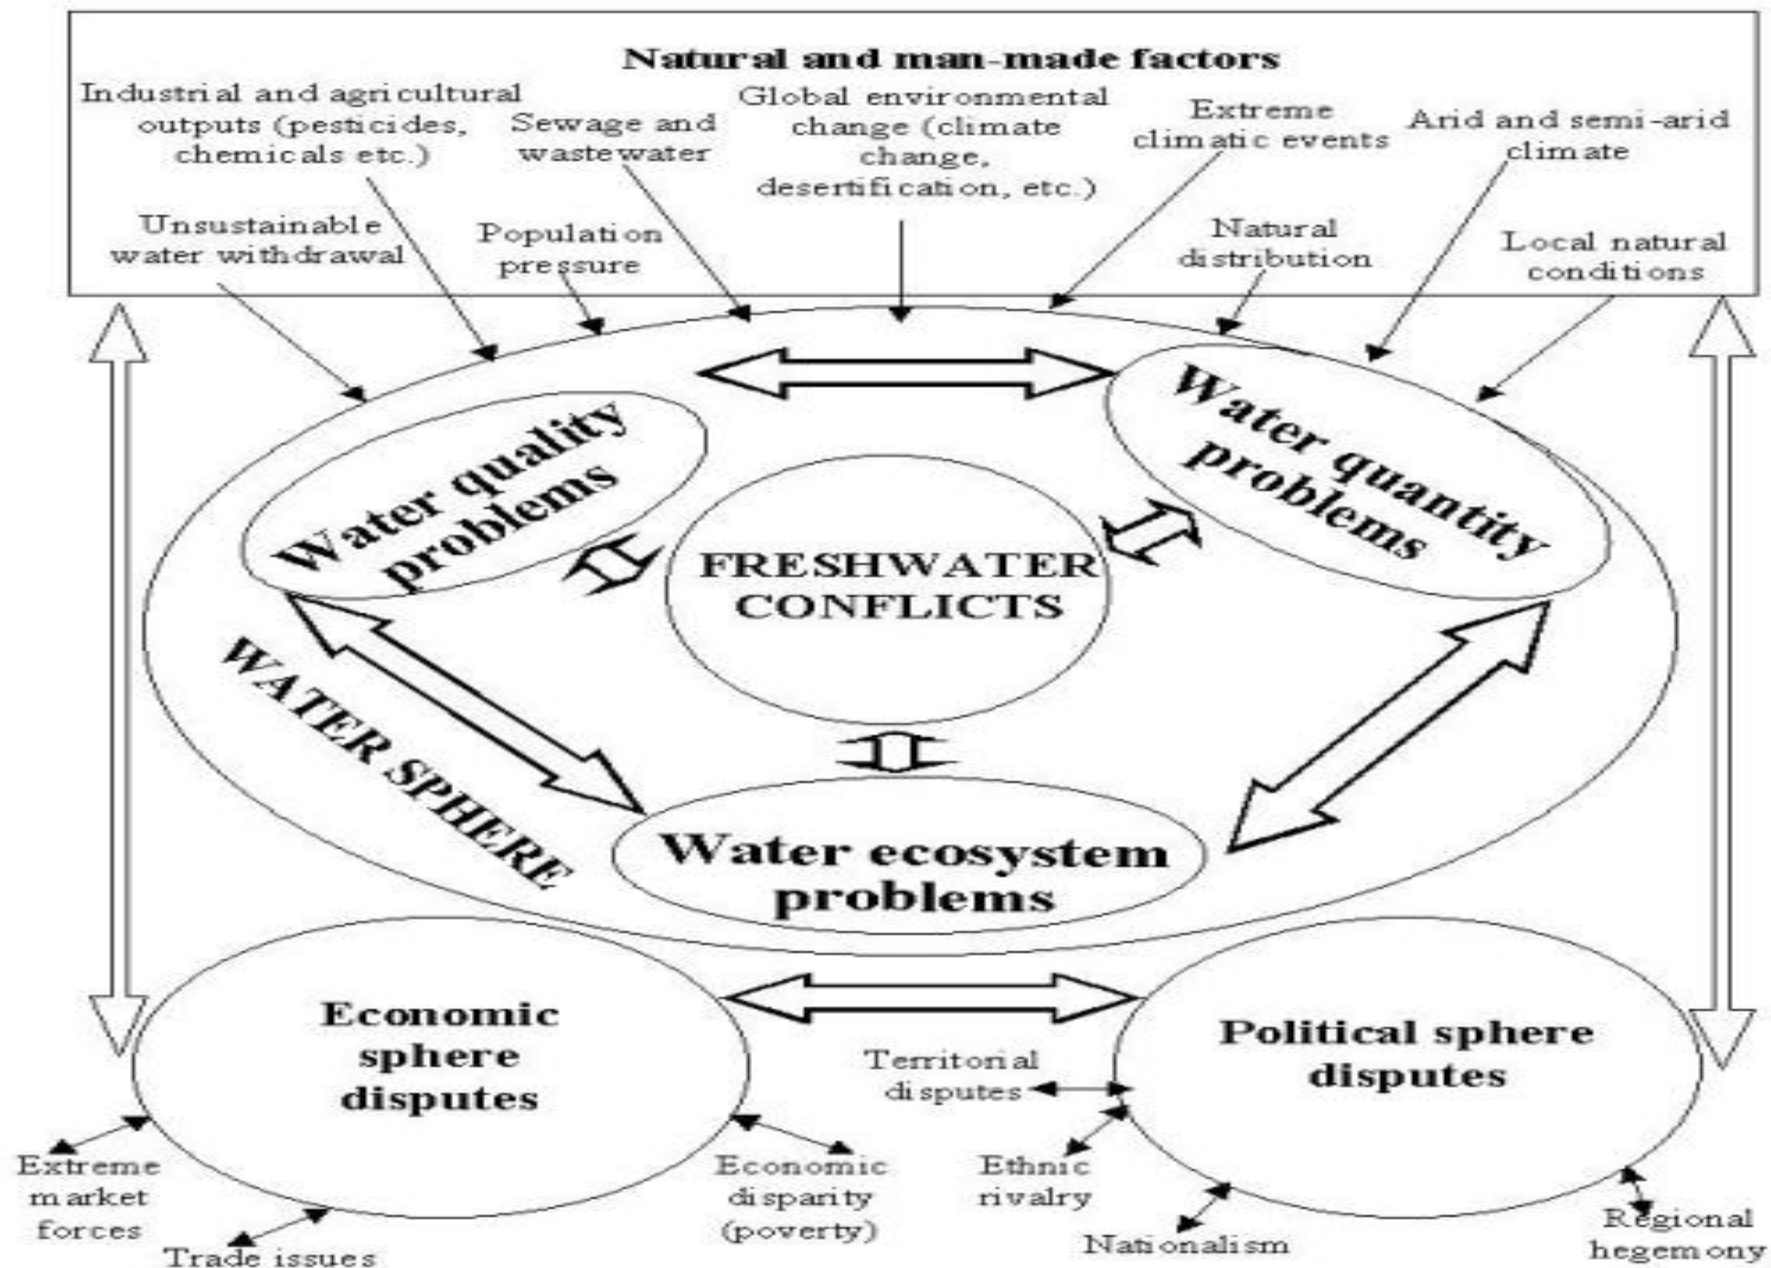 Natural and man-made factors
Industrial and agricultural
outputs (pesticides,
chemicals etc.)
Sewage and
wastewater
Global environmental
change (climate
change,
desertification, etc.)
Extreme
climatic events
Arid and semi-arid
climate
Unsustainable
water withdrawal
Population
pressure
Natural
distribution
Local natural
conditions
Water quality
problems
Water quantity
problems
FRESHWATER
CONFLICTS
WATER SPHERE
Water ecosystem
problems
Economic
sphere
disputes
Political sphere
disputes
Territorial
disputes
Extreme
market
forces
Trade issues
Economic
disparity
(poverty)
Ethnic
rivalry
Nationalism
Regional
hegemony